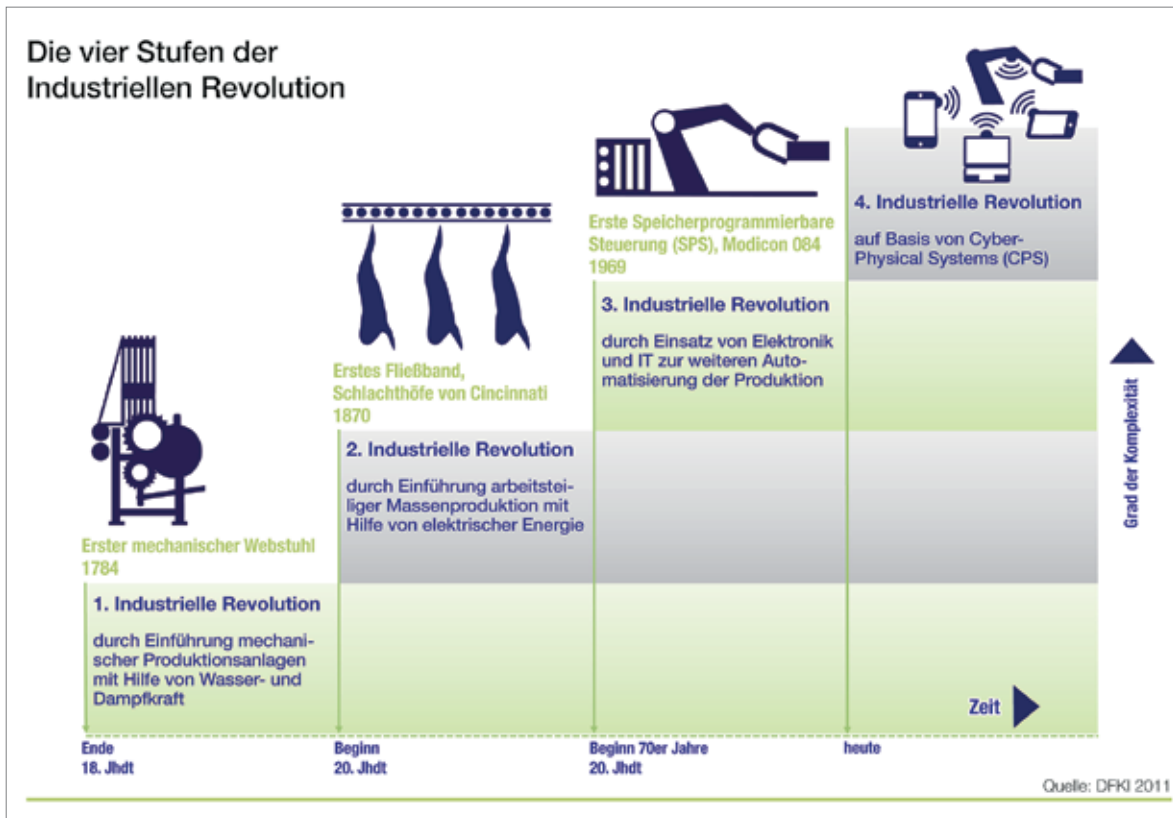 Die vier Stufen der
Industriellen Revolution
Erster mechanischer Webstuhl
1784
1. Industrielle Revolution
durch Einführung mechani-
scher Produktionsanlagen
mit Hilfe von Wasser- und
Dampfkraft
Erstes Fließband,
Schlachthöfe von Cincinnati
1870
2. Industrielle Revolution
durch Einführung arbeitstei-
liger Massenproduktion mit
Hilfe von elektrischer Energie
Erste Speicherprogrammierbare
Steuerung (SPS), Modicon 084
1969
3. Industrielle Revolution
durch Einsatz von Elektronik
und IT zur weiteren Auto-
matisierung der Produktion
4. Industrielle Revolution
auf Basis von Cyber-
Physical Systems (CPS)
Grad der Komplexität
Zeit
Ende
18. Jhdt
Beginn
20. Jhdt
Beginn 70er Jahre
20. Jhdt
heute
Quelle: DFKI 2011